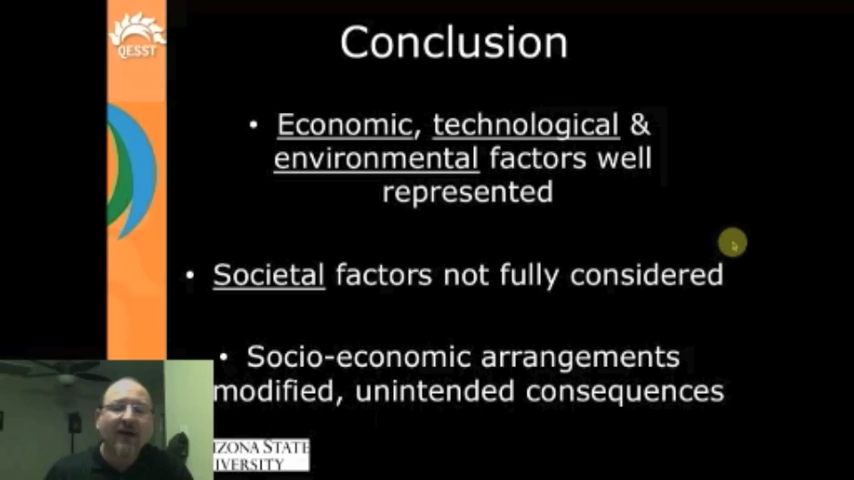 QESST
Conclusion
• Economic, technological &
environmental factors well
represented
• Societal factors not fully considered
• Socio-economic arrangements
modified, unintended consequences
IZONA STATE
IVERSITY